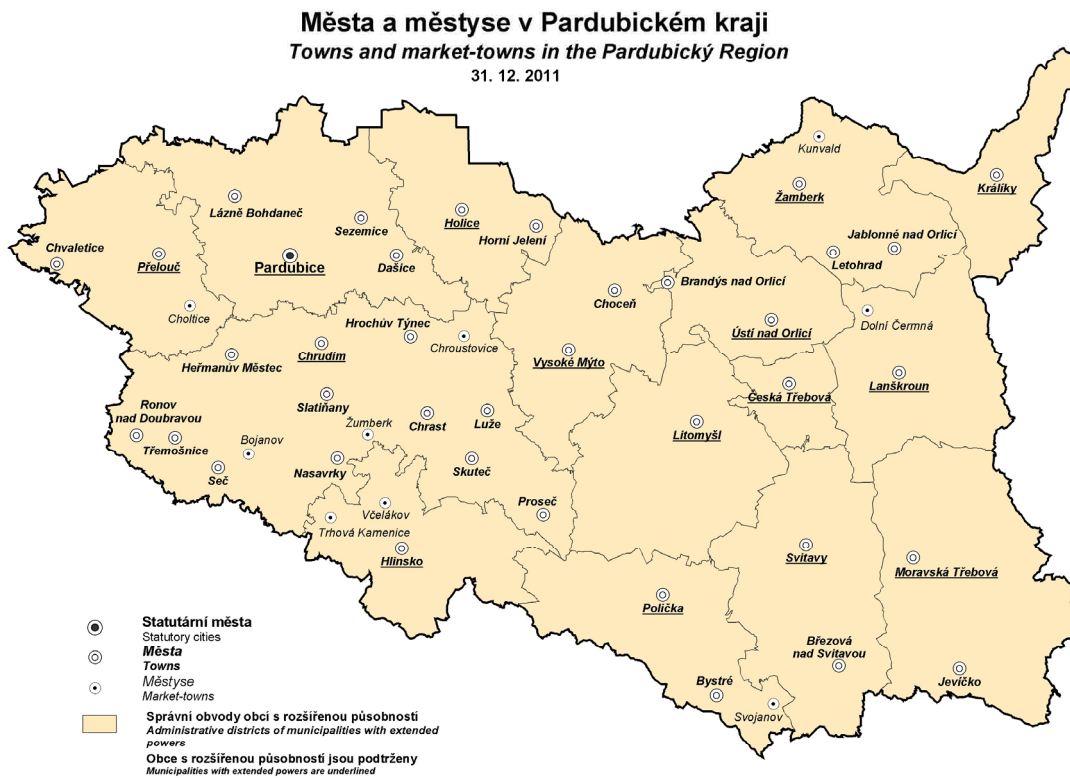 Města a městyse v Pardubickém kraji
Towns and market-towns in the Pardubický Region
31. 12. 2011
Kunvald
Žamberk
Králíky
Lázně Bohdaneč
Sezemice
Holice
Horní Jelení
Jablonné nad Orlicí
Letohrad
Chvaletice
Přelouč
Pardubice
Dašice
Choceň
Brandýs nad Orlicí
Choltice
Hrochův Týnec
Chroustovice
Ústí nad Orlicí
Dolní Čermná
Heřmanův Městec
Chrudim
Vysoké Mýto
Lanškroun
Česká Třebová
Slatiňany
Ronov
nad Doubravou
Třemošnice
Bojanov
Žumberk
Chrast
Luže
Litomyšl
Seč
Nasavrky
Skuteč
Proseč
Včelákov
Trhová Kamenice
Hlinsko
Svitavy
Moravská Třebová
Polička
Březová
nad Svitavou
Bystré
Svojanov
Jevíčko
Statutární města
Statutory cities
Města
Towns
Městyse
Market-towns
Správní obvody obcí s rozšířenou působností
Administrative districts of municipalities with extended
powers
Obce s rozšířenou působností jsou podtrženy
Municipalities with extended powers are underlined